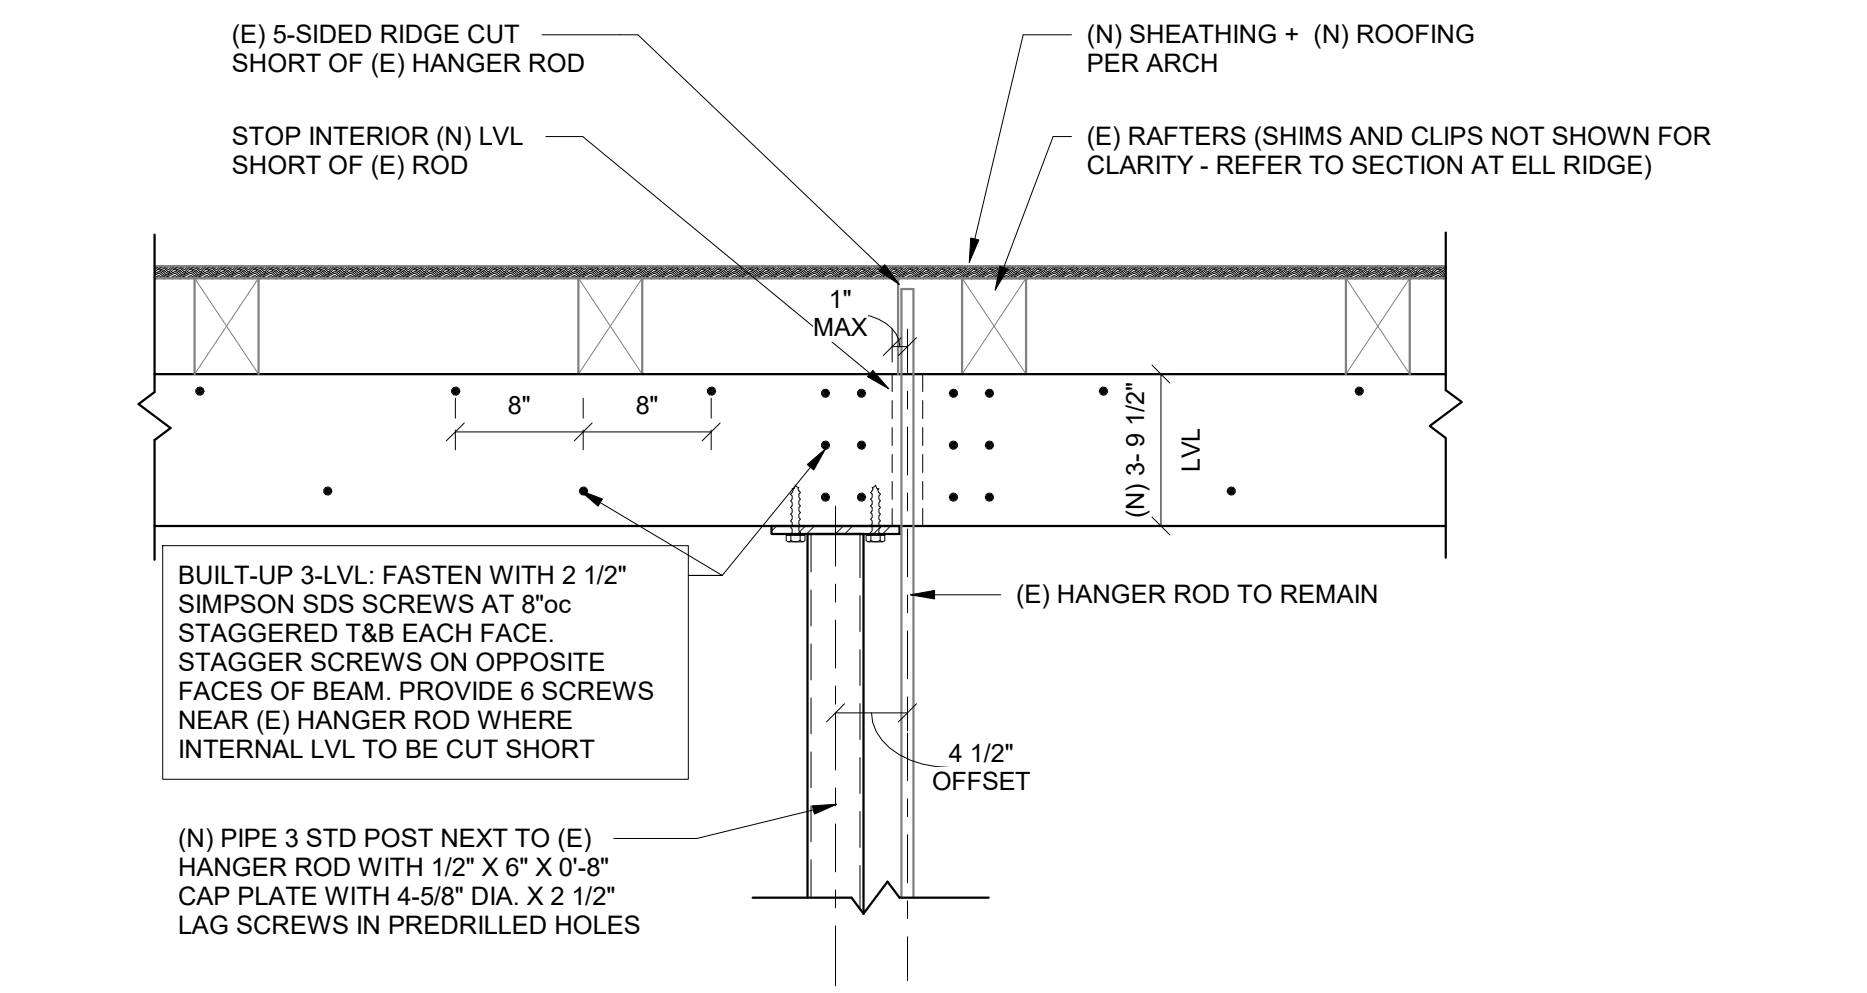 (E) 5-SIDED RIDGE CUT
SHORT OF (E) HANGER ROD
(N) SHEATHING + (N) ROOFING
PER ARCH
STOP INTERIOR (N) LVL
SHORT OF (E) ROD
(E) RAFTERS (SHIMS AND CLIPS NOT SHOWN FOR
CLARITY - REFER TO SECTION AT ELL RIDGE)
1"
MAX
8"
8"
(N) 3- 9 1/2"
LVL
BUILT-UP 3-LVL: FASTEN WITH 2 1/2"
SIMPSON SDS SCREWS AT 8"oc
STAGGERED T&B EACH FACE.
STAGGER SCREWS ON OPPOSITE
FACES OF BEAM. PROVIDE 6 SCREWS
NEAR (E) HANGER ROD WHERE
INTERNAL LVL TO BE CUT SHORT
(E) HANGER ROD TO REMAIN
4 1/2"
OFFSET
(N) PIPE 3 STD POST NEXT TO (E)
HANGER ROD WITH 1/2" X 6" X 0'-8"
CAP PLATE WITH 4-5/8" DIA. X 2 1/2"
LAG SCREWS IN PREDRILLED HOLES